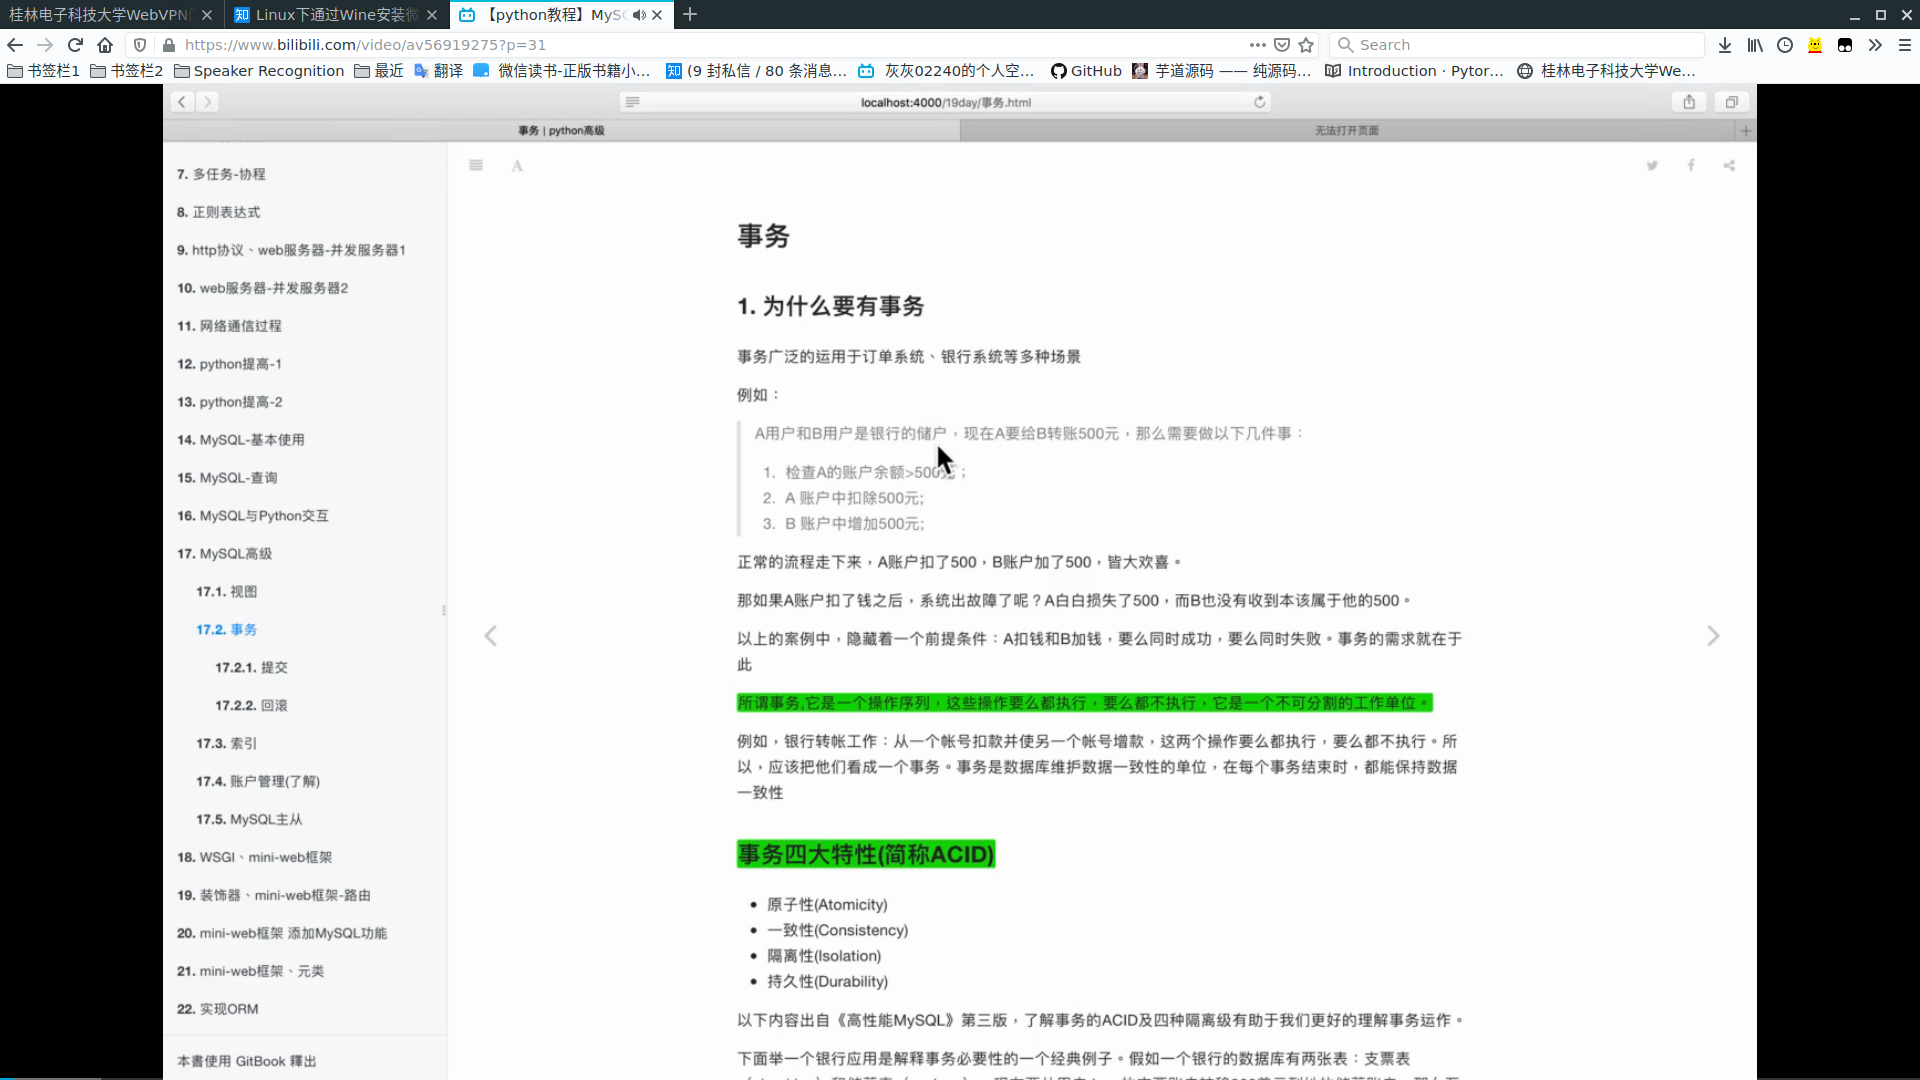 桂林电子科技大学WebVPN
Linux下通过Wine安装微
【python教程】MySQ
https://www.bilibili.com/video/av56919275?p=31
Search
书签栏1
书签栏2
Speaker Recognition
最近
翻译
微信读书-正版书籍小...
(9 封私信 / 80 条消息...
灰灰02240的个人空...
GitHub
芋道源码 —— 纯源码...
Introduction · Pytor...
桂林电子科技大学We...
localhost:4000/19day/事务.html
事务 | python高级
无法打开页面
7. 多任务-协程
8. 正则表达式
9. http协议、web服务器-并发服务器1
10. web服务器-并发服务器2
11. 网络通信过程
12. python提高-1
13. python提高-2
14. MySQL-基本使用
15. MySQL-查询
16. MySQL与Python交互
17. MySQL高级
17.1. 视图
17.2. 事务
17.2.1. 提交
17.2.2. 回滚
17.3. 索引
17.4. 账户管理(了解)
17.5. MySQL主从
18. WSGI、mini-web框架
19. 装饰器、mini-web框架-路由
20. mini-web框架 添加MySQL功能
21. mini-web框架、元类
22. 实现ORM
本書使用 GitBook 釋出
A
事务
1. 为什么要有事务
事务广泛的运用于订单系统、银行系统等多种场景
例如：
A用户和B用户是银行的储户，现在A要给B转账500元，那么需要做以下几件事：
1. 检查A的账户余额>500元；
2. A 账户中扣除500元;
3. B 账户中增加500元;
正常的流程走下来，A账户扣了500，B账户加了500，皆大欢喜。
那如果A账户扣了钱之后，系统出故障了呢？A白白损失了500，而B也没有收到本该属于他的500。
以上的案例中，隐藏着一个前提条件：A扣钱和B加钱，要么同时成功，要么同时失败。事务的需求就在于
此
所谓事务,它是一个操作序列，这些操作要么都执行，要么都不执行，它是一个不可分割的工作单位。
例如，银行转帐工作：从一个帐号扣款并使另一个帐号增款，这两个操作要么都执行，要么都不执行。所
以，应该把他们看成一个事务。事务是数据库维护数据一致性的单位，在每个事务结束时，都能保持数据
一致性
事务四大特性(简称ACID)
• 原子性(Atomicity)
• 一致性(Consistency)
• 隔离性(Isolation)
• 持久性(Durability)
以下内容出自《高性能MySQL》第三版，了解事务的ACID及四种隔离级有助于我们更好的理解事务运作。
下面举一个银行应用是解释事务必要性的一个经典例子。假如一个银行的数据库有两张表：支票表